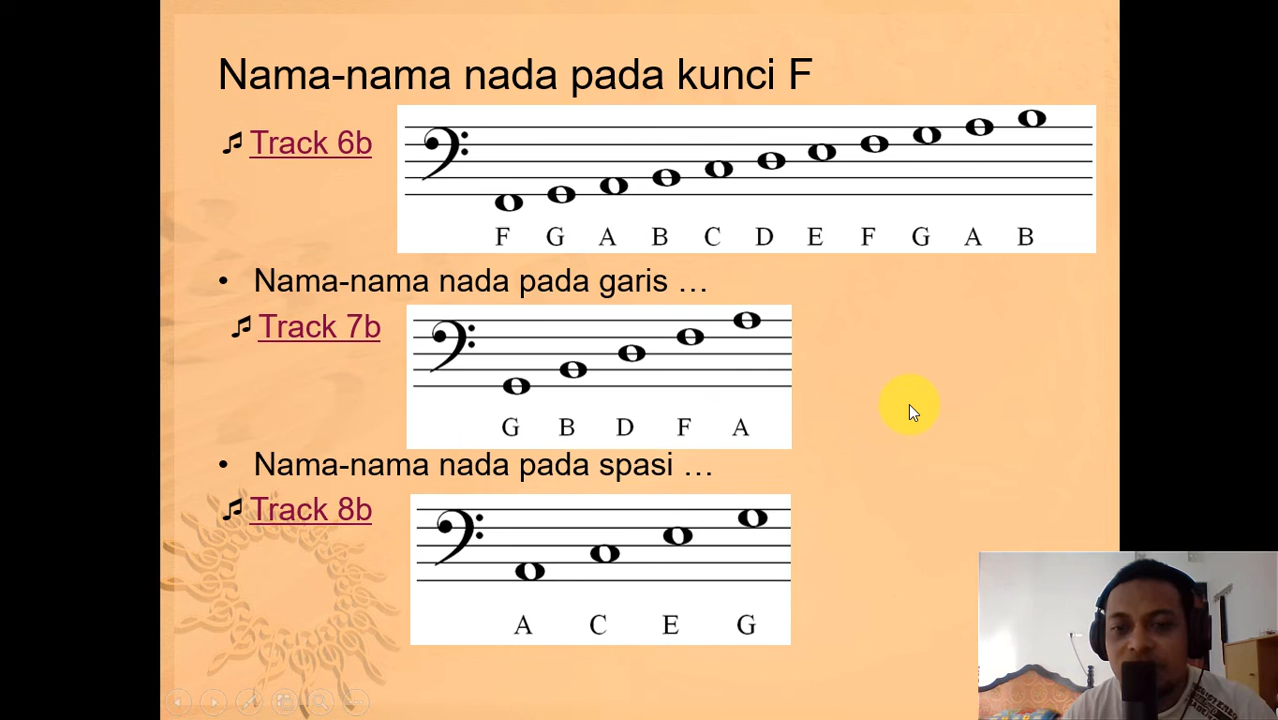 Nama-nama nada pada kunci F
♫ Track 6b
F G A B C D E F G A B
• Nama-nama nada pada garis …
♫ Track 7b
G B D F A
• Nama-nama nada pada spasi …
♫ Track 8b
A C E G